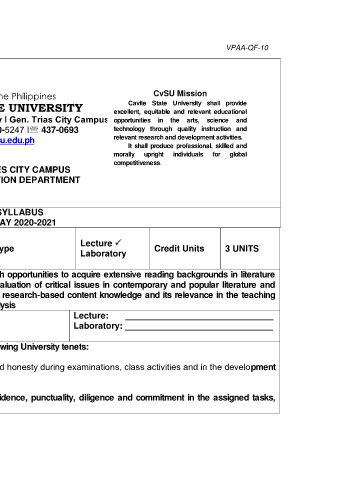 VPAA-QF-10
he Philippines
E UNIVERSITY
y l Gen. Trias City Campus
-5247 l☏ 437-0693
u.edu.ph
ES CITY CAMPUS
TION DEPARTMENT
CvSU Mission
Cavite State University shall provide
excellent, equitable and relevant educational
opportunities in the arts, science and
technology through quality instruction and
relevant research and development activities.
It shall produce professional, skilled and
morally upright individuals for global
competitiveness.
SYLLABUS
AY 2020-2021
ype
Lecture ✓
Laboratory
Credit Units
3 UNITS
h opportunities to acquire extensive reading backgrounds in literature
valuation of critical issues in contemporary and popular literature and
research-based content knowledge and its relevance in the teaching
lysis
Lecture:
Laboratory:
wing University tenets:
d honesty during examinations, class activities and in the development
idence, punctuality, diligence and commitment in the assigned tasks,